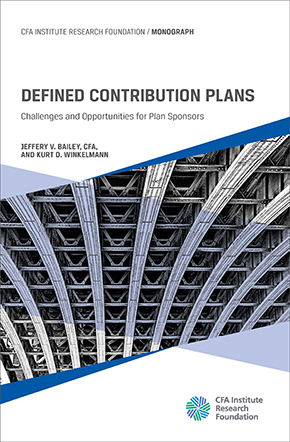 CFA INSTITUTE RESEARCH FOUNDATION / MONOGRAPH
DEFINED CONTRIBUTION PLANS
Challenges and Opportunities for Plan Sponsors
JEFFERY V. BAILEY, CFA,
AND KURT D. WINKELMANN
CFA Institute
Research
Foundation